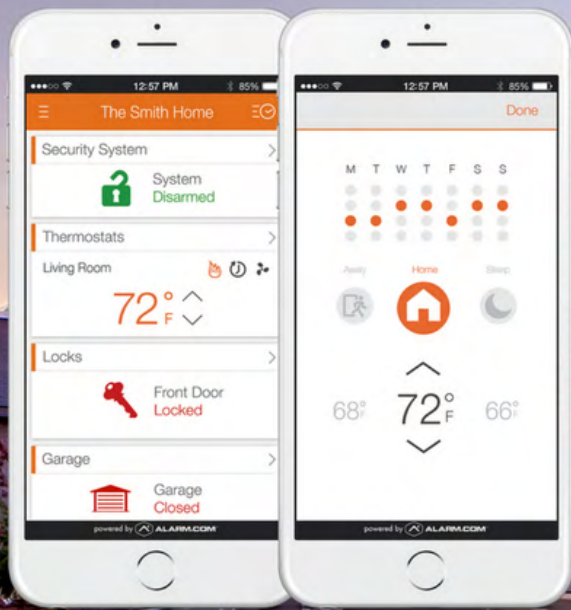 12:57 PM
85%
The Smith Home
Security System
System
Disarmed
Thermostats
Living Room
72°F
Locks
Front Door
Locked
Garage
Garage
Closed
powered by ALARM.COM
12:57 PM
85%
Done
M T W T F S S
Away Home Sleep
68°F 72°F 66°F
powered by ALARM.COM